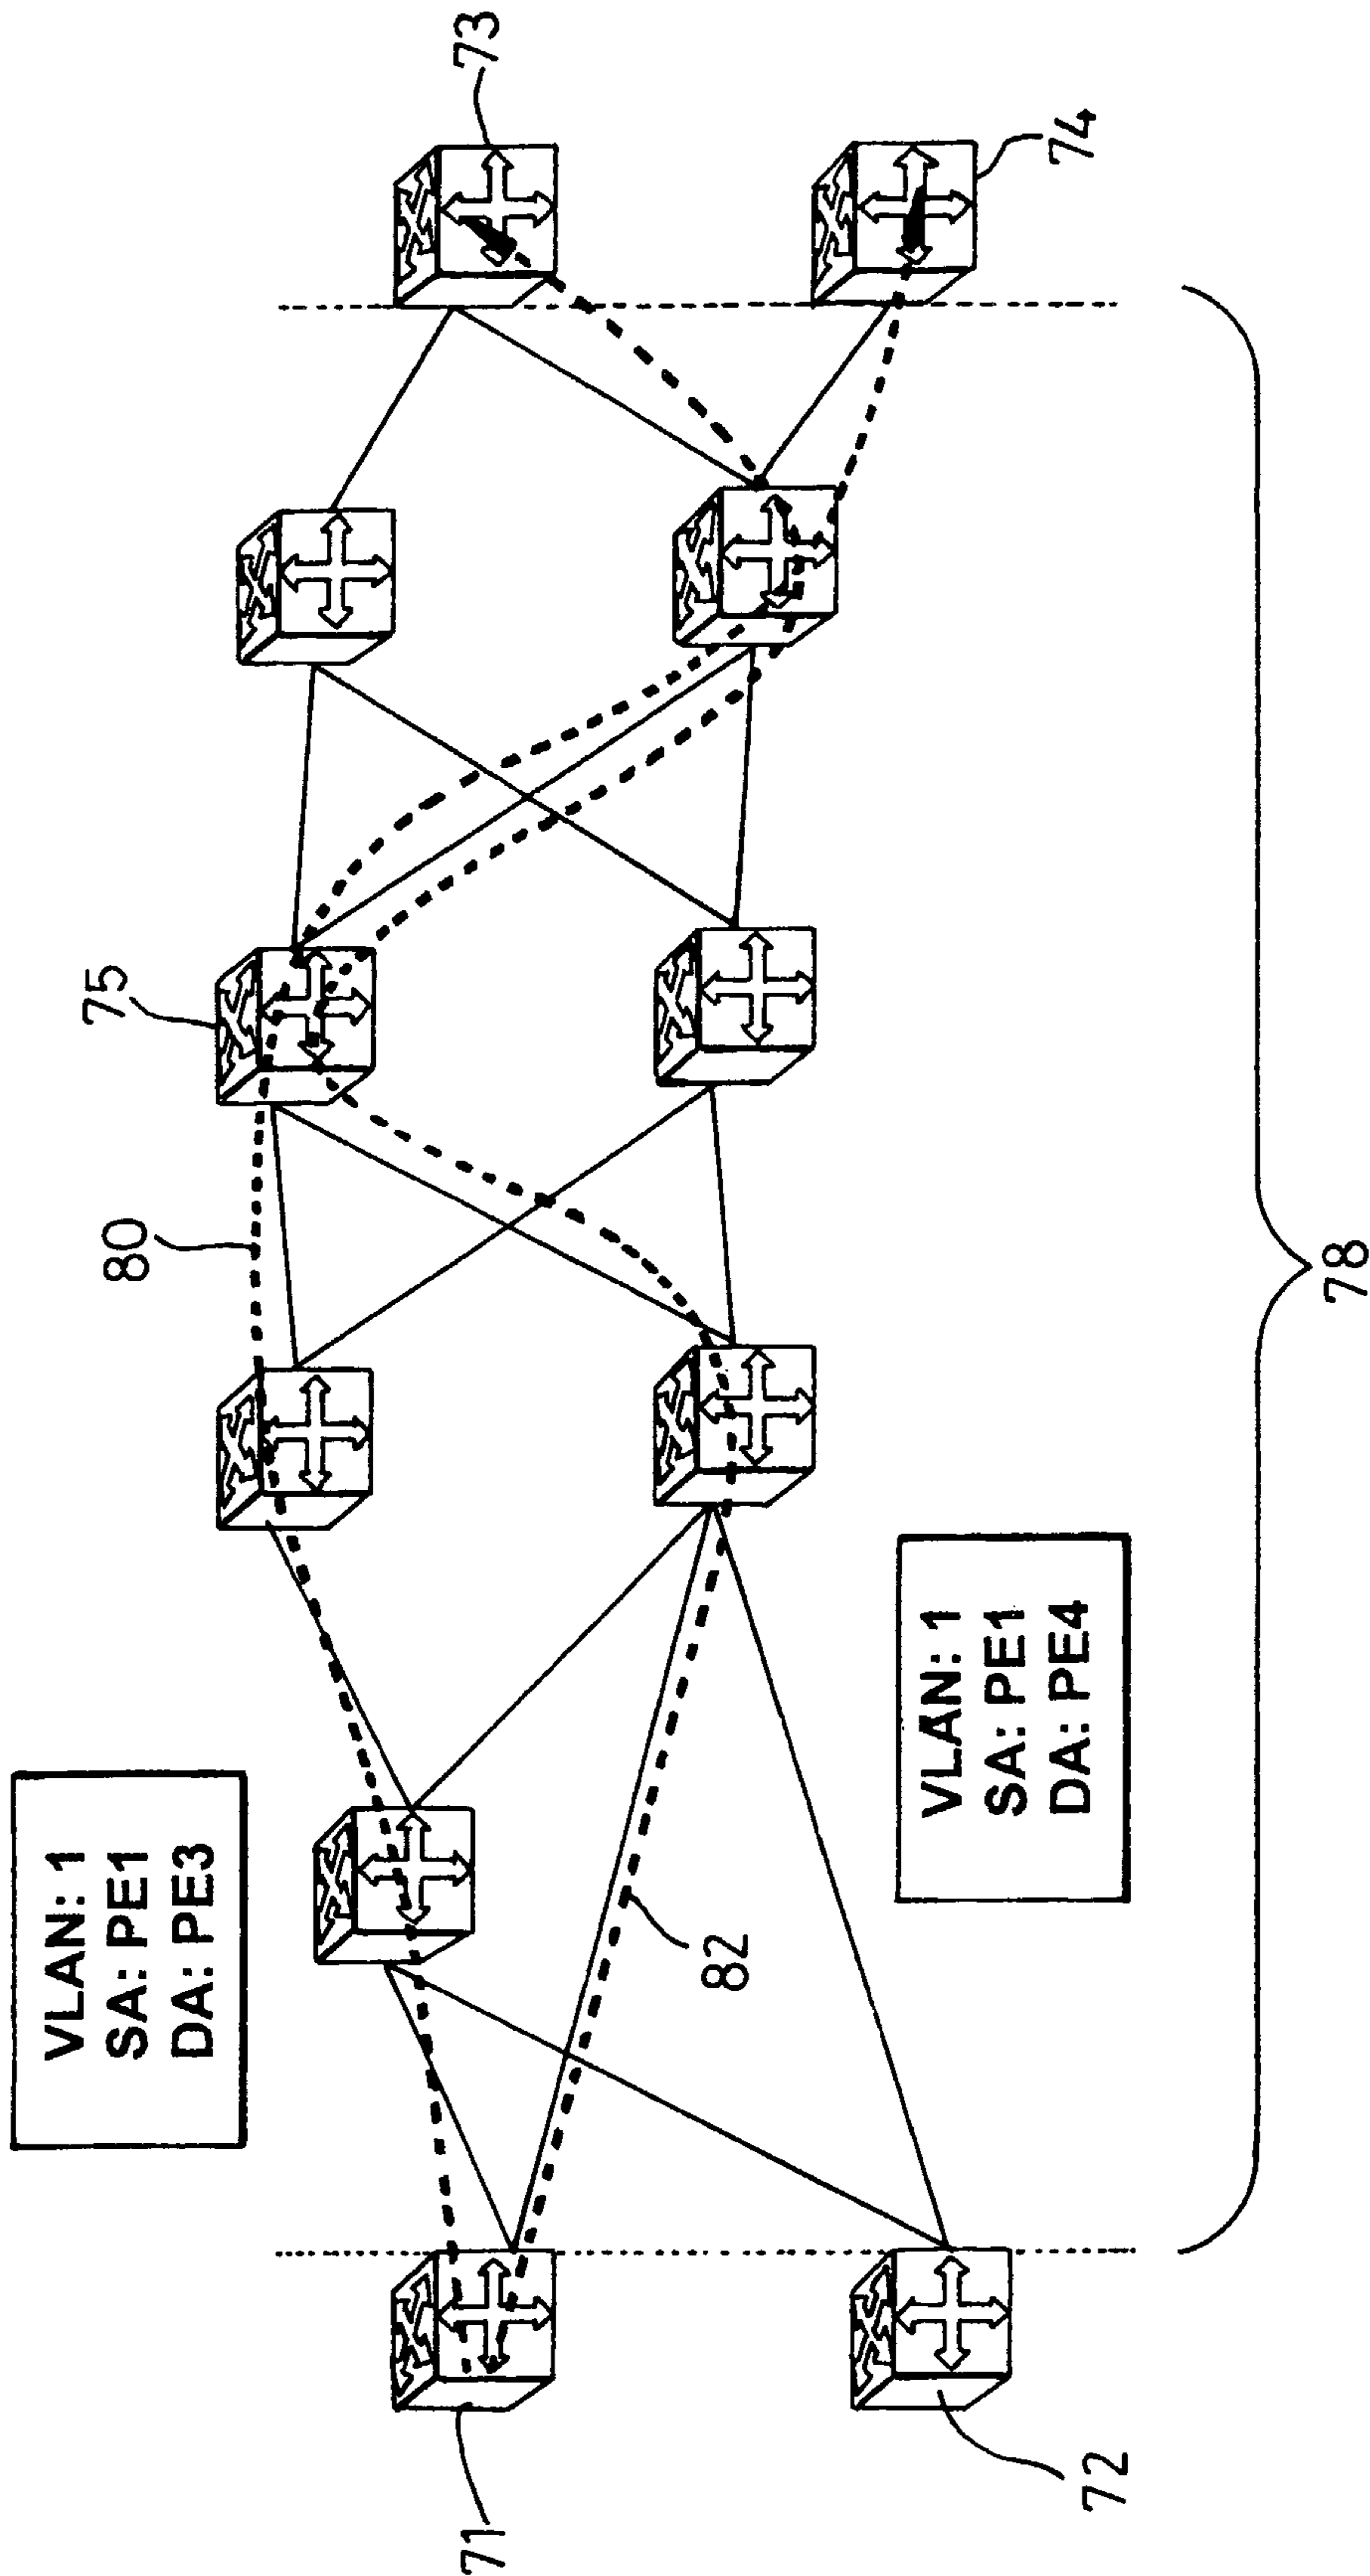 VLAN: 1
SA: PE1
DA: PE3
71
80
75
73
82
72
VLAN: 1
SA: PE1
DA: PE4
74
78